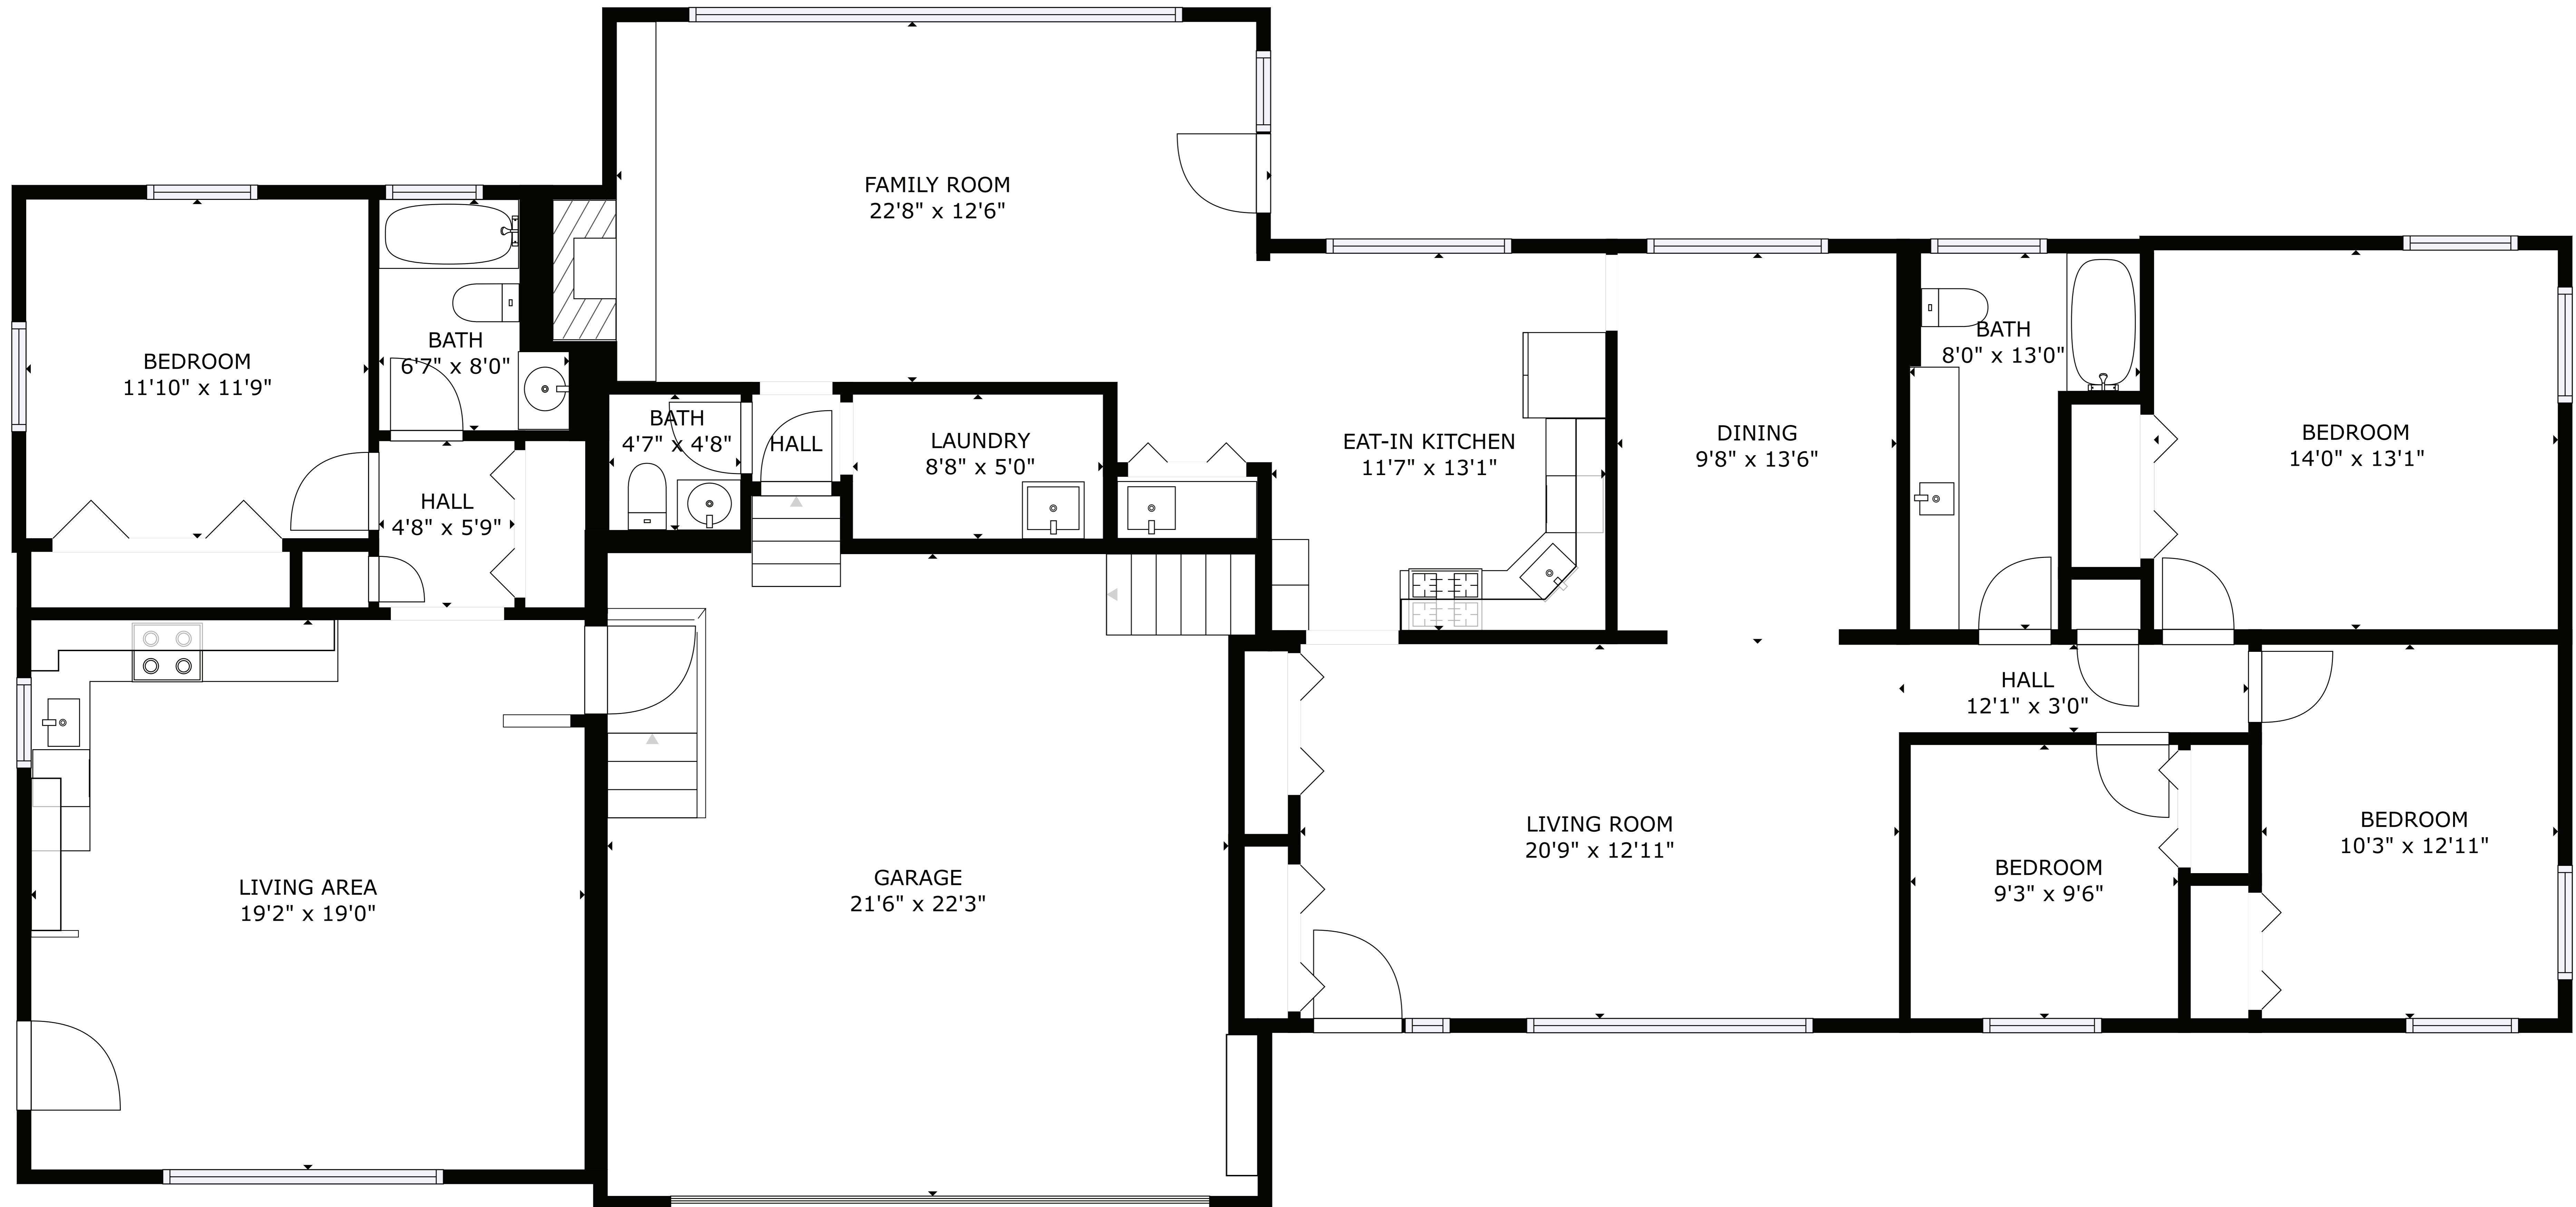 FAMILY ROOM
22'8" x 12'6"
BEDROOM
11'10" x 11'9"
BATH
6'7" x 8'0"
HALL
4'8" x 5'9"
BATH
4'7" x 4'8"
HALL
LAUNDRY
8'8" x 5'0"
EAT-IN KITCHEN
11'7" x 13'1"
DINING
9'8" x 13'6"
BATH
8'0" x 13'0"
BEDROOM
14'0" x 13'1"
HALL
12'1" x 3'0"
LIVING AREA
19'2" x 19'0"
GARAGE
21'6" x 22'3"
LIVING ROOM
20'9" x 12'11"
BEDROOM
9'3" x 9'6"
BEDROOM
10'3" x 12'11"